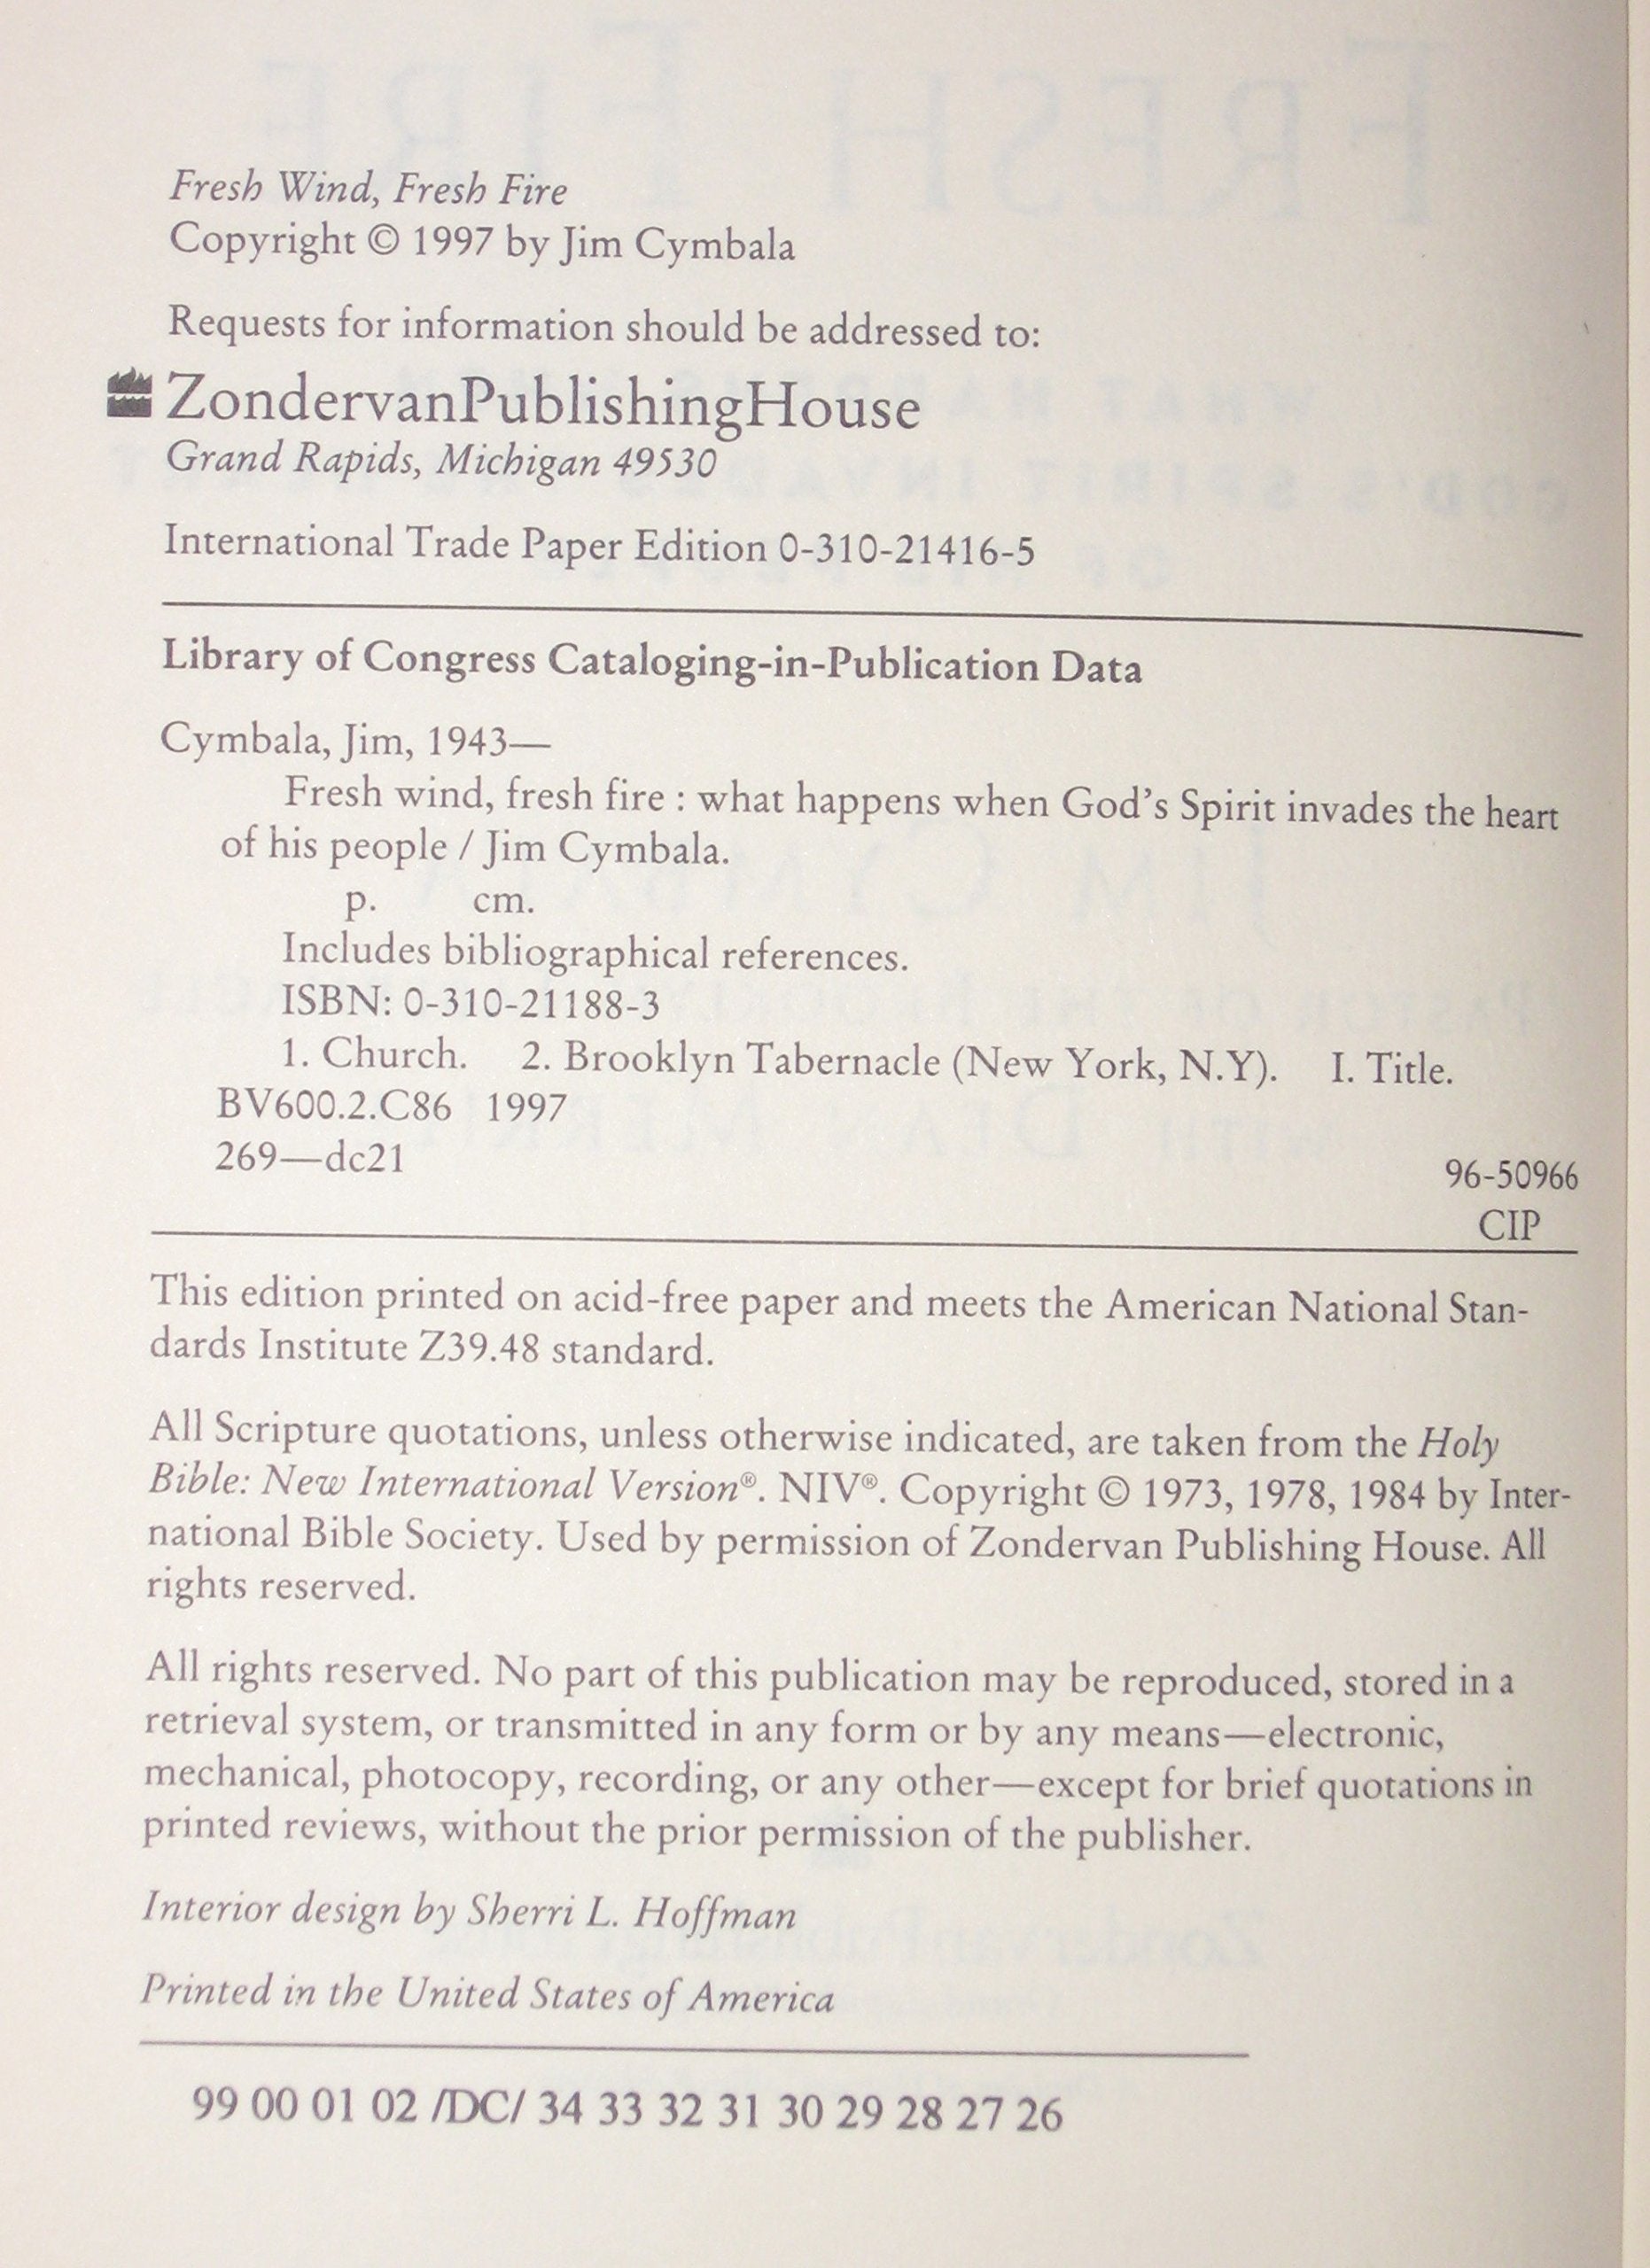 Fresh Wind, Fresh Fire
Copyright © 1997 by Jim Cymbala
Requests for information should be addressed to:
ZondervanPublishingHouse
Grand Rapids, Michigan 49530
International Trade Paper Edition 0-310-21416-5
Library of Congress Cataloging-in-Publication Data
Cymbala, Jim, 1943—
Fresh wind, fresh fire : what happens when God's Spirit invades the heart
of his people / Jim Cymbala.
p. cm.
Includes bibliographical references.
ISBN: 0-310-21188-3
1. Church. 2. Brooklyn Tabernacle (New York, N.Y). I. Title.
BV600.2.C86 1997
269—dc21
96-50966
CIP
This edition printed on acid-free paper and meets the American National Stan-
dards Institute Z39.48 standard.
All Scripture quotations, unless otherwise indicated, are taken from the Holy
Bible: New International Version®. NIV®. Copyright © 1973, 1978, 1984 by Inter-
national Bible Society. Used by permission of Zondervan Publishing House. All
rights reserved.
All rights reserved. No part of this publication may be reproduced, stored in a
retrieval system, or transmitted in any form or by any means—electronic,
mechanical, photocopy, recording, or any other—except for brief quotations in
printed reviews, without the prior permission of the publisher.
Interior design by Sherri L. Hoffman
Printed in the United States of America
99 00 01 02 /DC/ 34 33 32 31 30 29 28 27 26